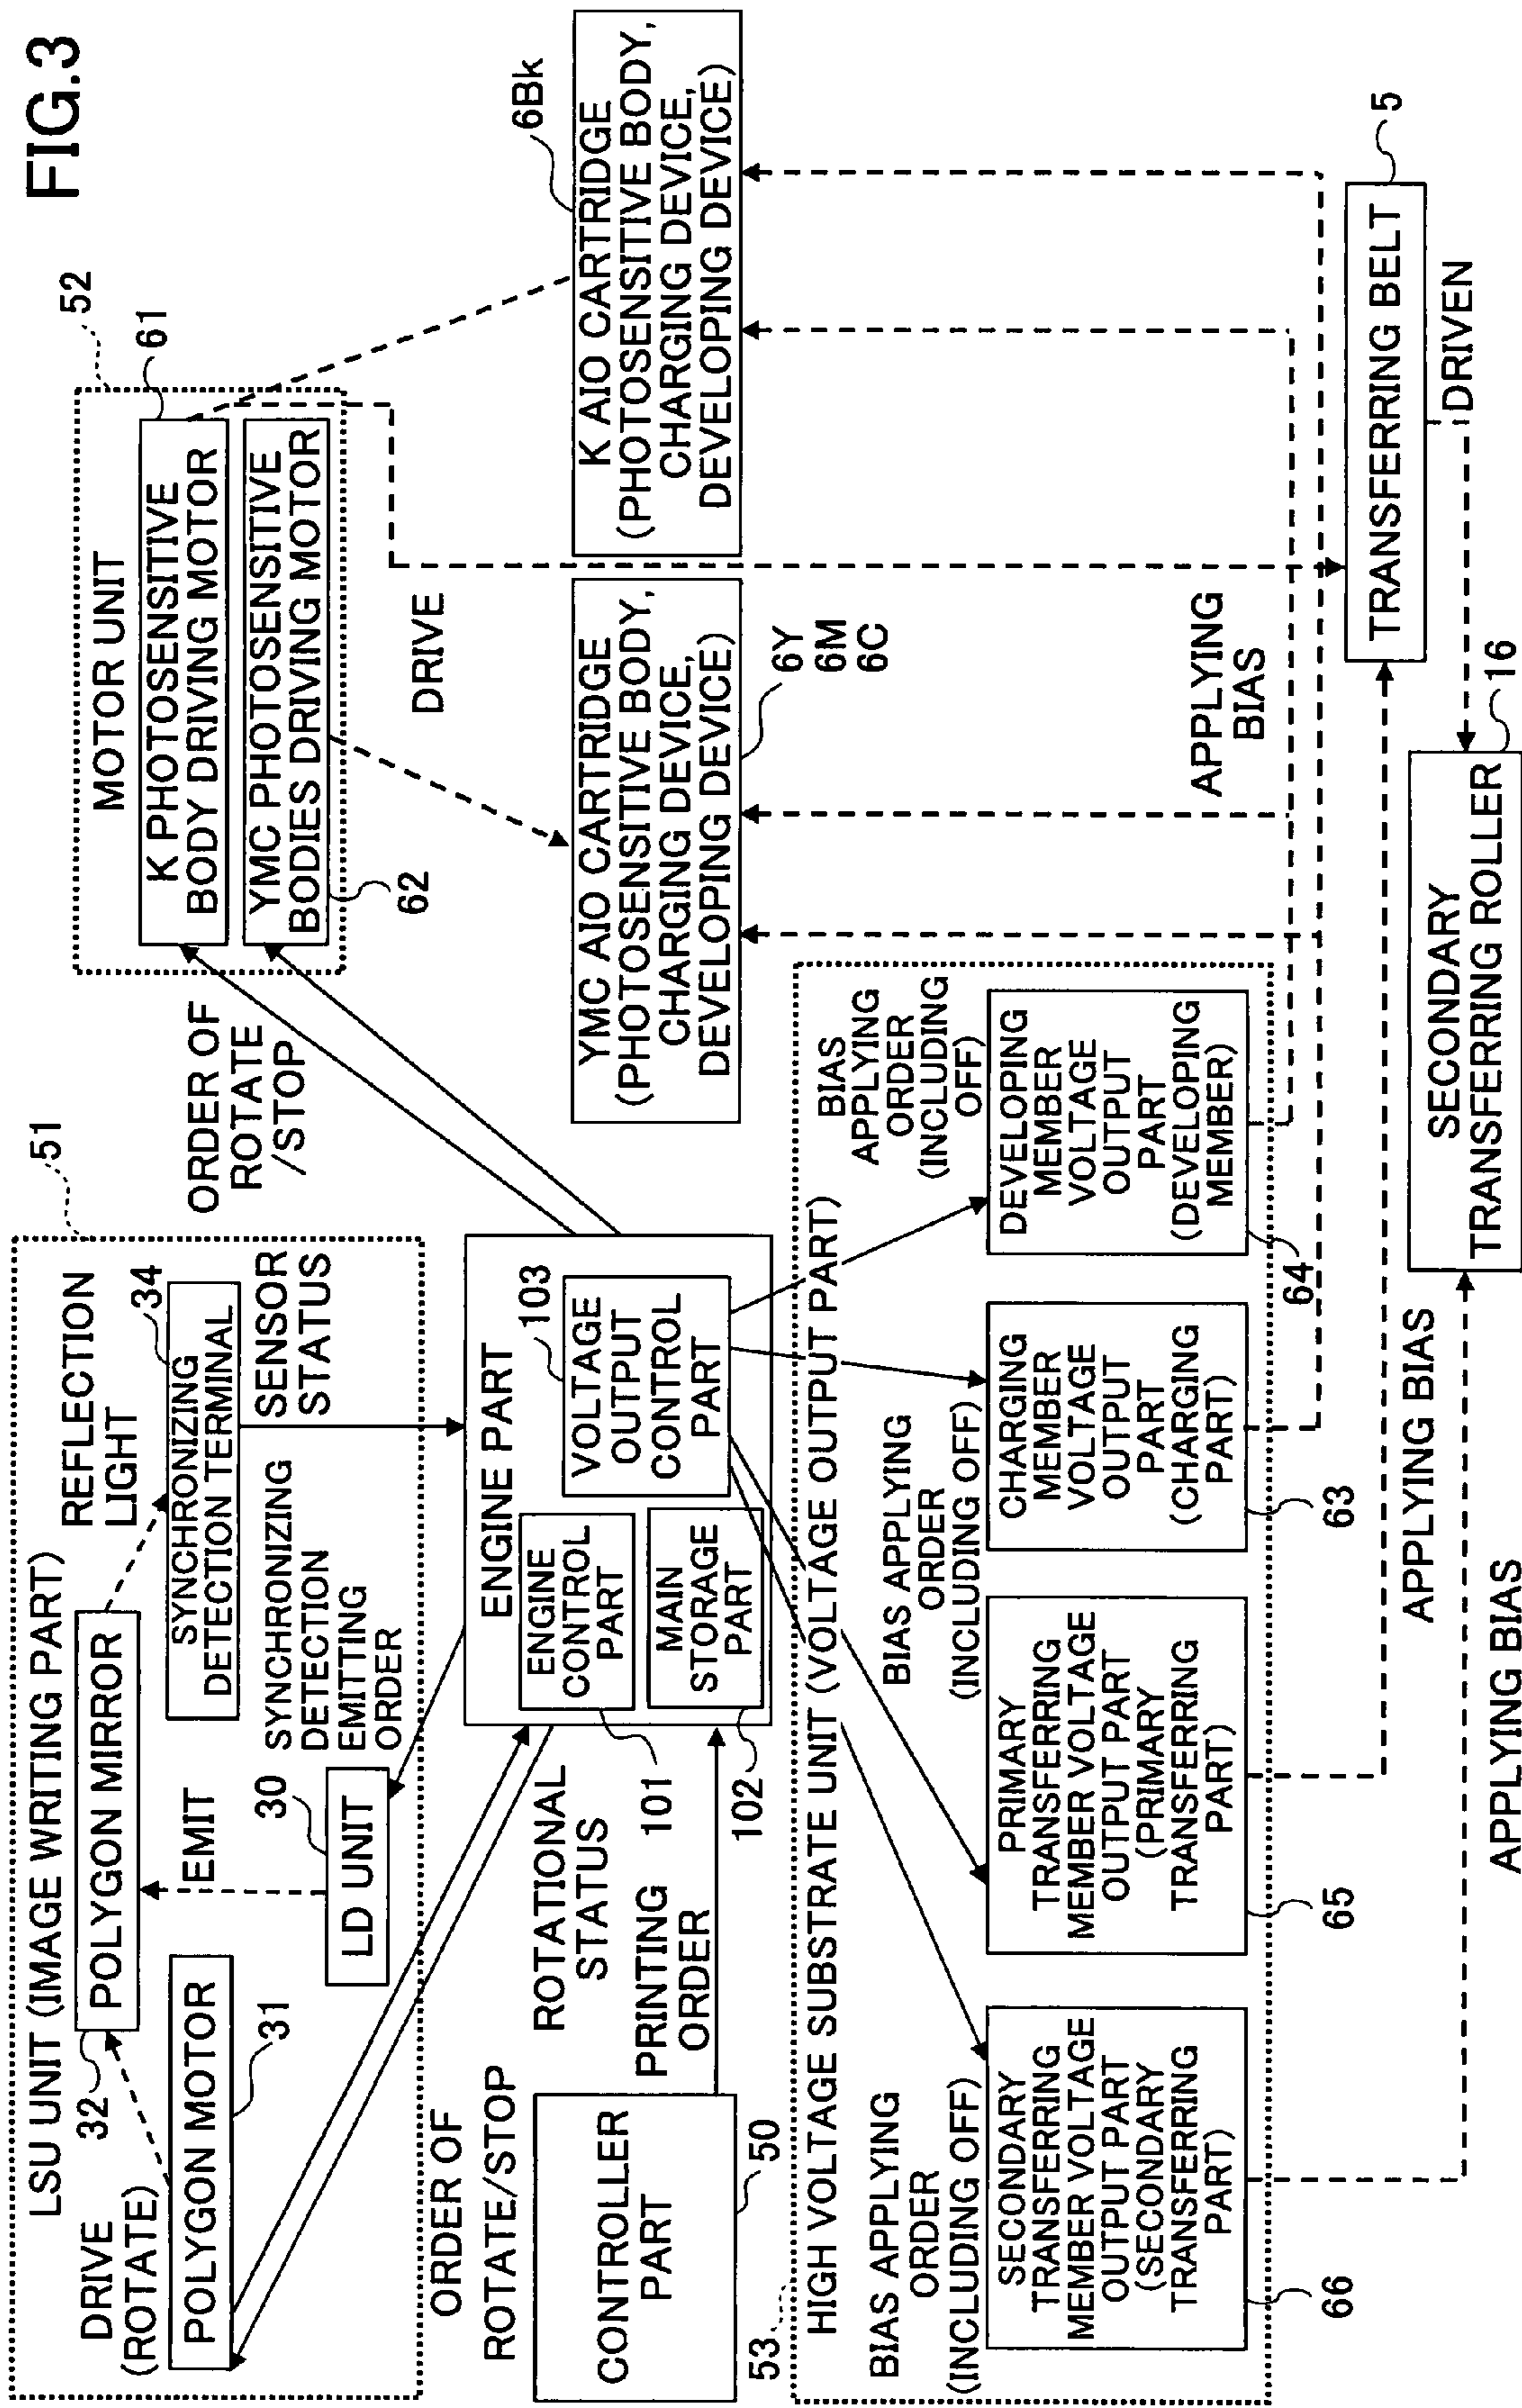 FIG.3
LSU UNIT (IMAGE WRITING PART)
51
DRIVE
(ROTATE)
32
POLYGON MIRROR
REFLECTION
LIGHT
POLYGON MOTOR
31
EMIT
30
LD UNIT
34
SYNCHRONIZING
DETECTION TERMINAL
SENSOR
STATUS
SYNCHRONIZING
DETECTION
EMITTING
ORDER
ORDER OF
ROTATE
/STOP
52
MOTOR UNIT
61
K PHOTOSENSITIVE
BODY DRIVING MOTOR
YMC PHOTOSENSITIVE
BODIES DRIVING MOTOR
62
DRIVE
ORDER OF
ROTATE/STOP
ROTATIONAL
STATUS
ENGINE PART
103
VOLTAGE
OUTPUT
CONTROL
PART
ENGINE
CONTROL
PART
101
MAIN
STORAGE
PART
102
PRINTING
ORDER
CONTROLLER
PART
50
YMC AIO CARTRIDGE
(PHOTOSENSITIVE BODY,
CHARGING DEVICE,
DEVELOPING DEVICE)
6Y
6M
6C
6Bk
K AIO CARTRIDGE
(PHOTOSENSITIVE BODY,
CHARGING DEVICE,
DEVELOPING DEVICE)
53
HIGH VOLTAGE SUBSTRATE UNIT (VOLTAGE OUTPUT PART)
BIAS APPLYING
ORDER
(INCLUDING OFF)
BIAS APPLYING
ORDER
(INCLUDING OFF)
BIAS
APPLYING
ORDER
(INCLUDING
OFF)
SECONDARY
TRANSFERRING
MEMBER VOLTAGE
OUTPUT PART
(SECONDARY
TRANSFERRING
PART)
66
PRIMARY
TRANSFERRING
MEMBER VOLTAGE
OUTPUT PART
(PRIMARY
TRANSFERRING
PART)
65
CHARGING
MEMBER
VOLTAGE
OUTPUT
PART
(CHARGING
PART)
63
DEVELOPING
MEMBER
VOLTAGE
OUTPUT
PART
(DEVELOPING
MEMBER)
64
APPLYING
BIAS
APPLYING BIAS
APPLYING BIAS
TRANSFERRING BELT
5
DRIVEN
SECONDARY
TRANSFERRING ROLLER
16